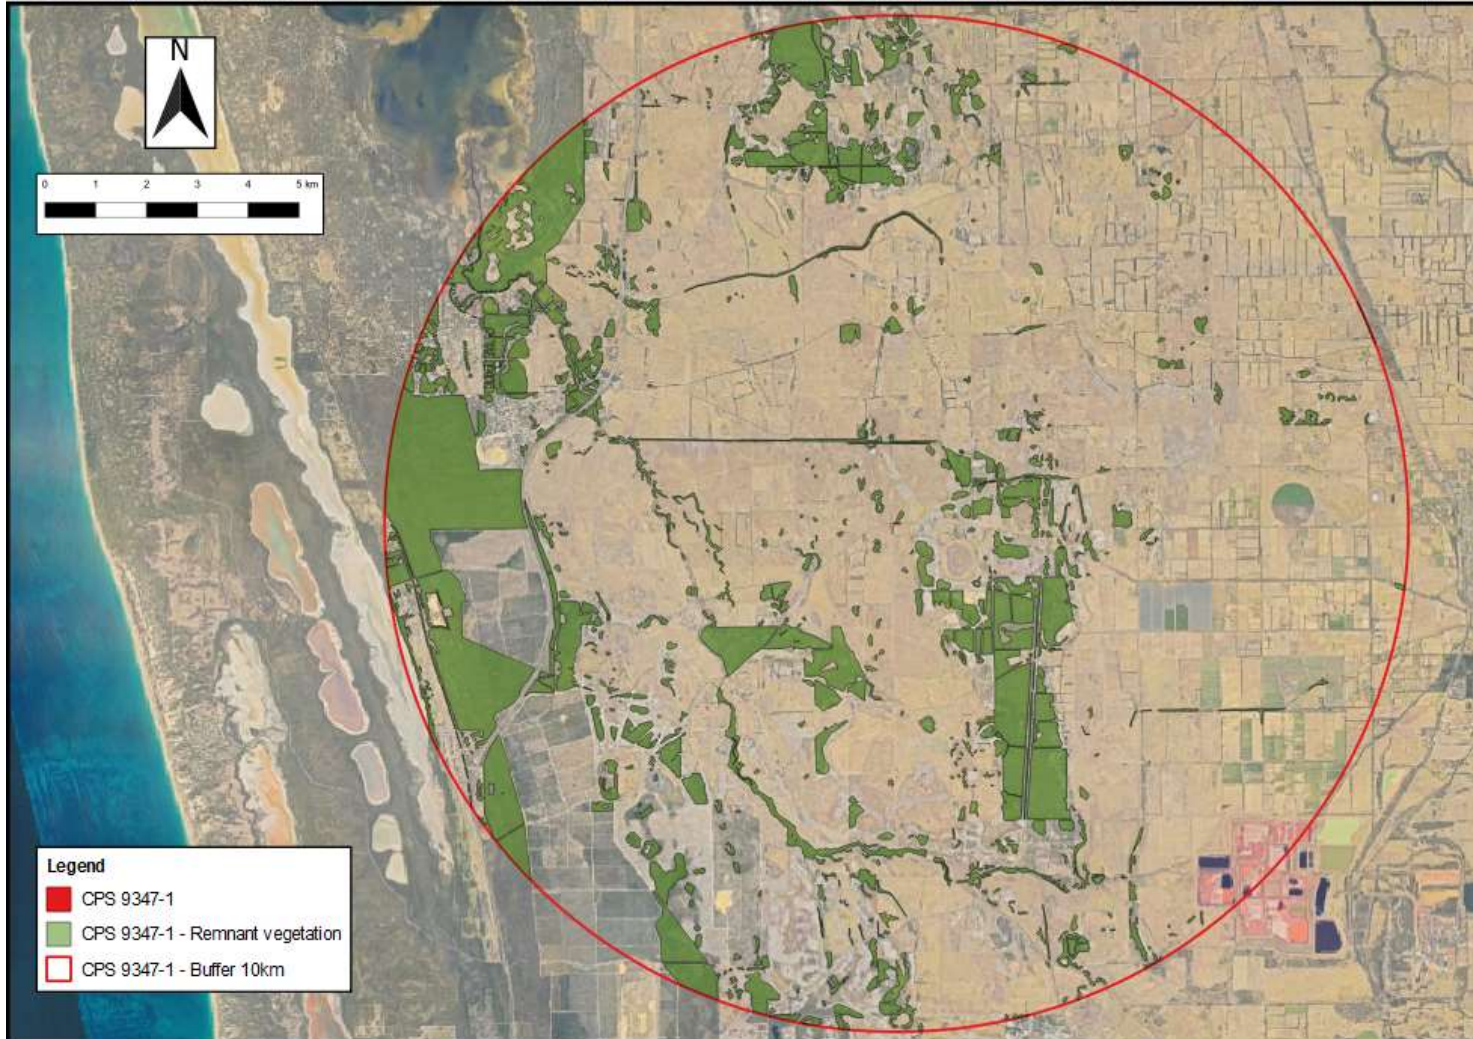 N
0 1 2 3 4 5 km
Legend
CPS 9347-1
CPS 9347-1 - Remnant vegetation
CPS 9347-1 - Buffer 10km